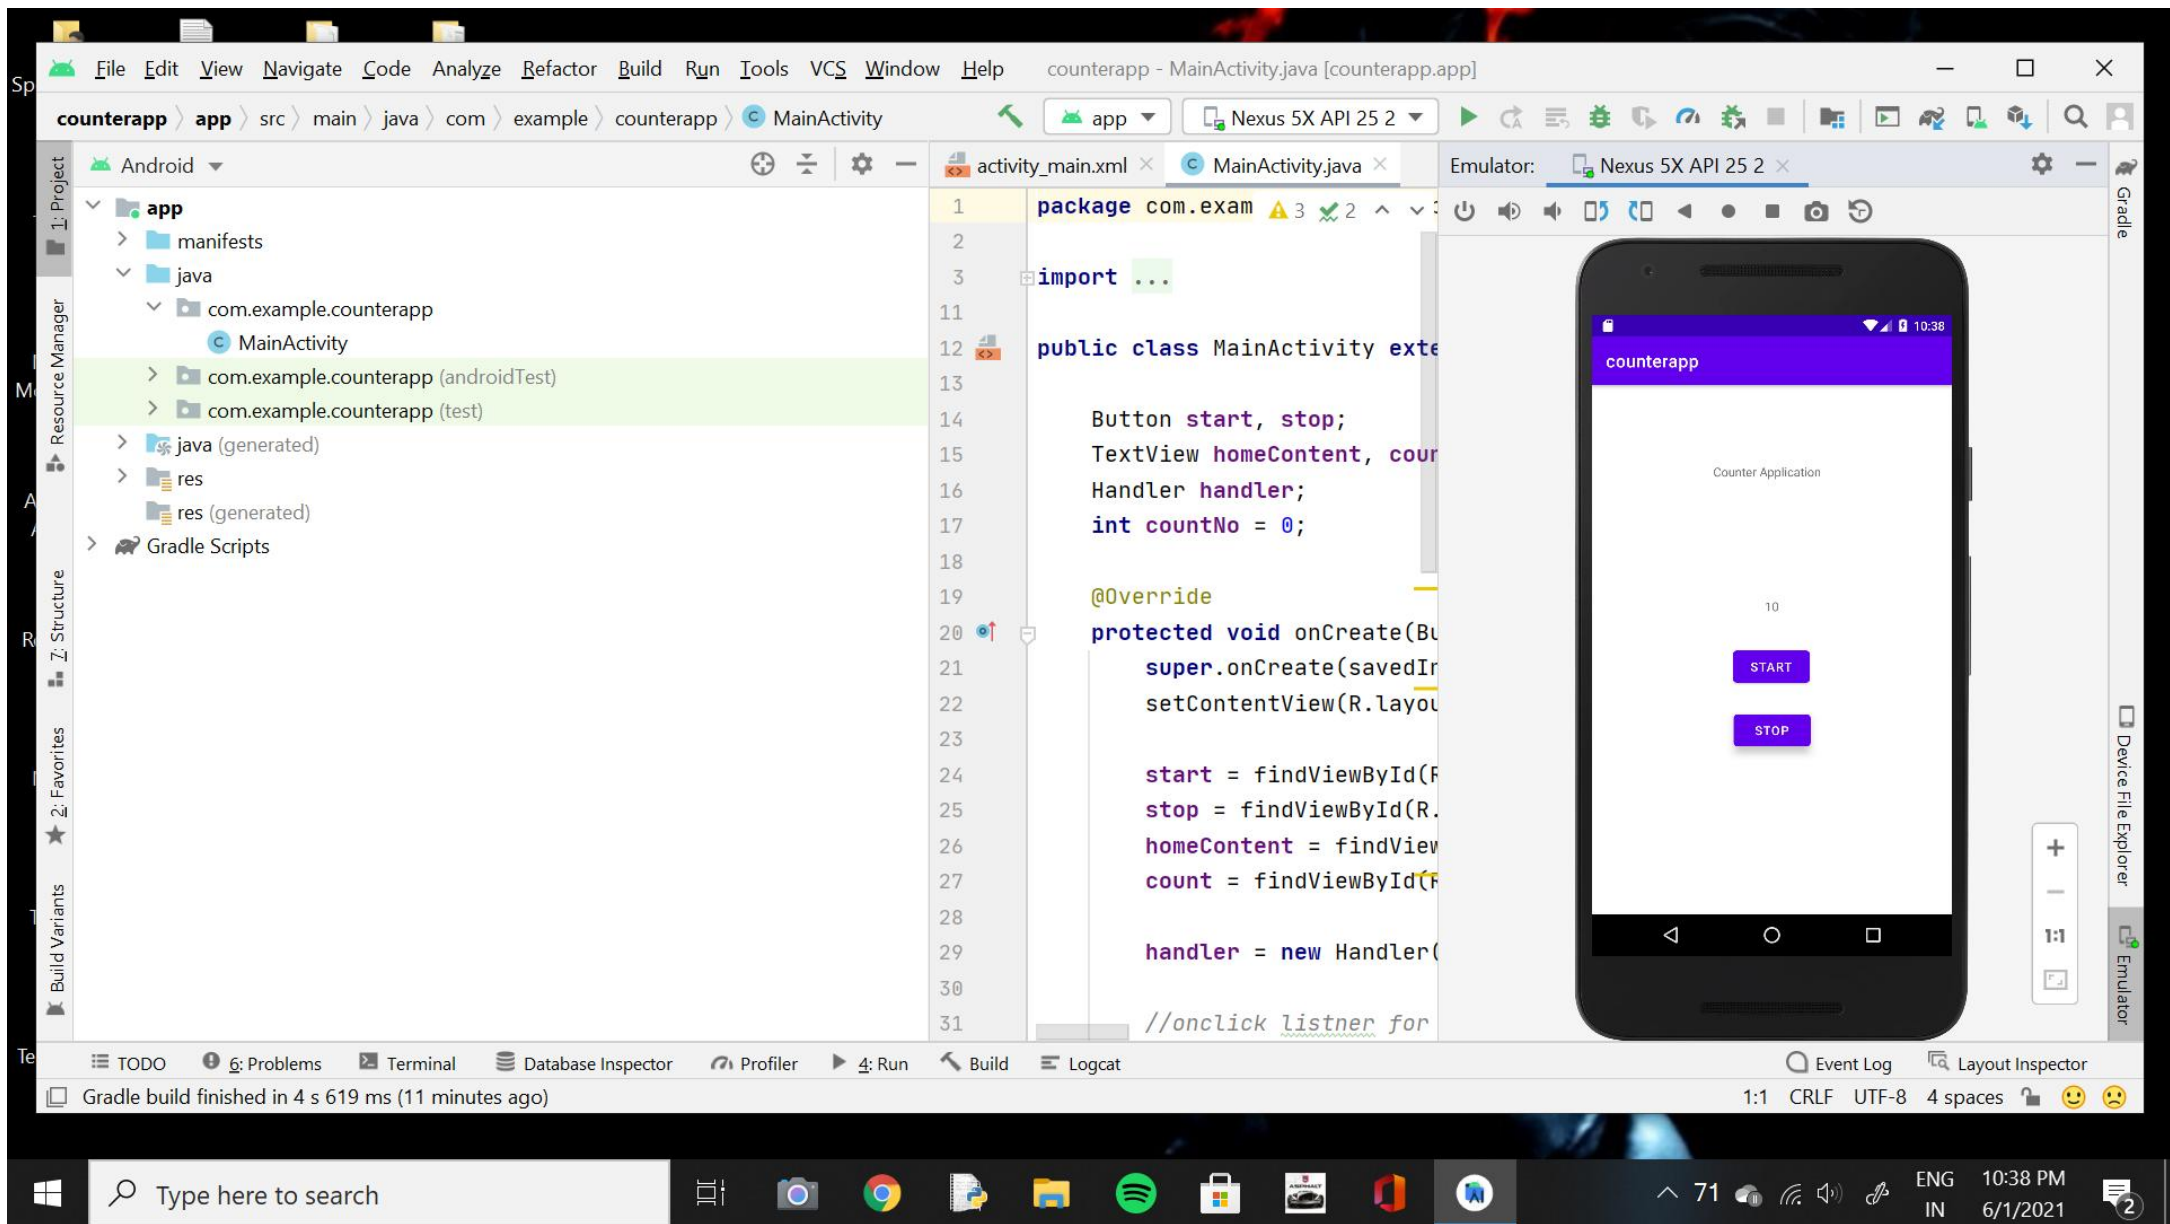 File Edit View Navigate Code Analyze Refactor Build Run Tools VCS Window Help counterapp - MainActivity.java [counterapp.app]
counterapp app src main java com example counterapp MainActivity app Nexus 5X API 25 2
Android
activity_main.xml MainActivity.java Emulator: Nexus 5X API 25 2
1: Project
Resource Manager
7: Structure
2: Favorites
Build Variants
app
manifests
java
com.example.counterapp
MainActivity
com.example.counterapp (androidTest)
com.example.counterapp (test)
java (generated)
res
res (generated)
Gradle Scripts
1 package com.exam 3 2
2
3 import ...
11
12 public class MainActivity exte
13
14 Button start, stop;
15 TextView homeContent, cour
16 Handler handler;
17 int countNo = 0;
18
19 @Override
20 protected void onCreate(Bu
21 super.onCreate(savedIn
22 setContentView(R.layou
23
24 start = findViewById(R
25 stop = findViewById(R.
26 homeContent = findView
27 count = findViewById(R
28
29 handler = new Handler(
30
31 //onclick listner for
10:38
counterapp
Counter Application
10
START
STOP
1:1
Gradle
Device File Explorer
Emulator
TODO 6: Problems Terminal Database Inspector Profiler 4: Run Build Logcat Event Log Layout Inspector
Gradle build finished in 4 s 619 ms (11 minutes ago) 1:1 CRLF UTF-8 4 spaces
Type here to search 71 ENG 10:38 PM
IN 6/1/2021 2